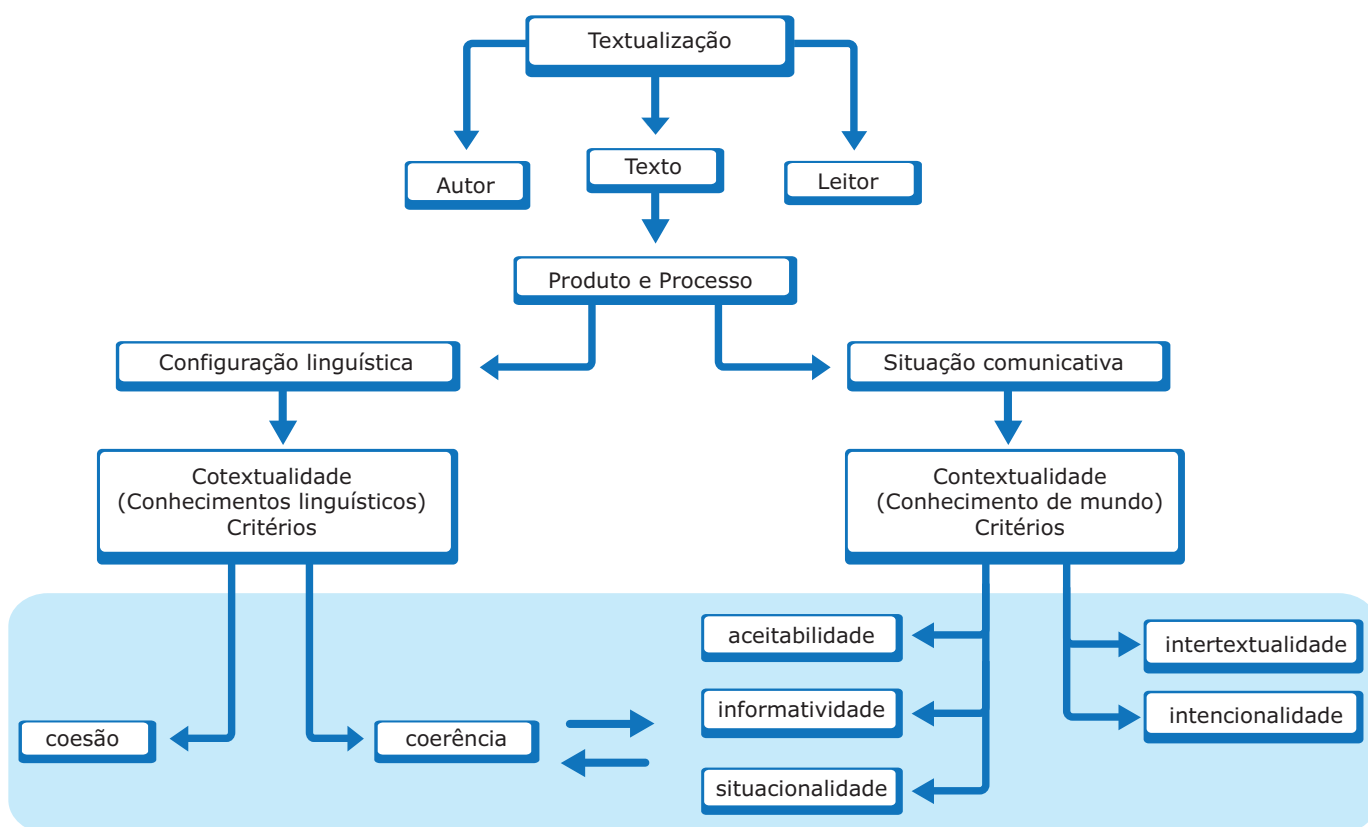 Textualização
Autor
Texto
Leitor
Produto e Processo
Configuração linguística
Situação comunicativa
Cotextualidade
(Conhecimentos linguísticos)
Critérios
Contextualidade
(Conhecimento de mundo)
Critérios
coesão
coerência
aceitabilidade
informatividade
situacionalidade
intertextualidade
intencionalidade